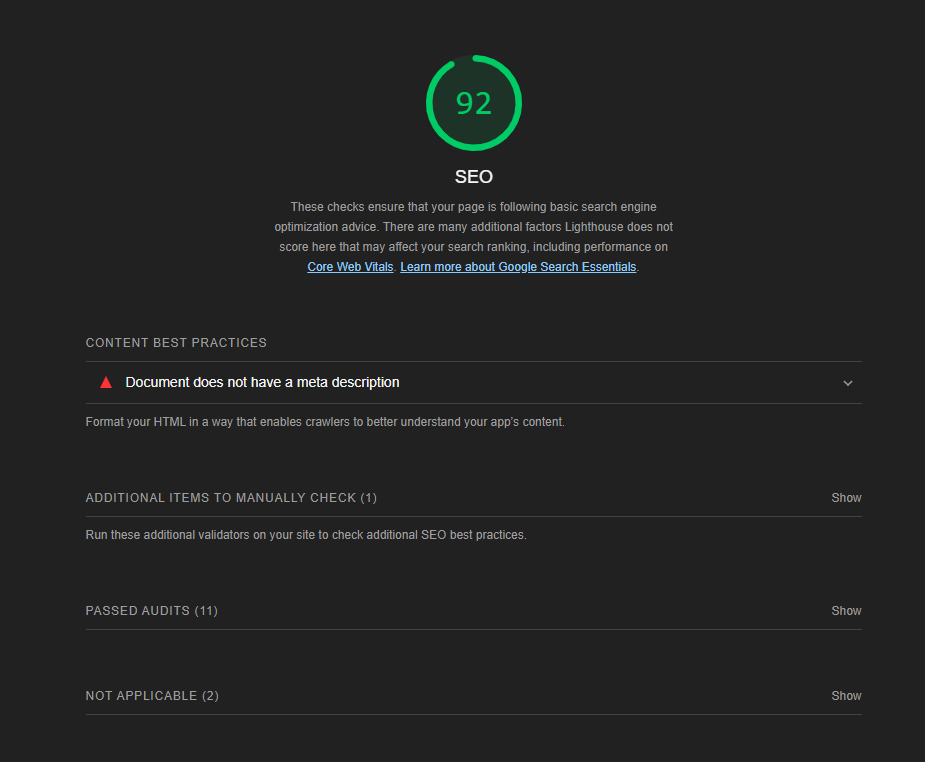 92
SEO
These checks ensure that your page is following basic search engine
optimization advice. There are many additional factors Lighthouse does not
score here that may affect your search ranking, including performance on
Core Web Vitals. Learn more about Google Search Essentials.
CONTENT BEST PRACTICES
Document does not have a meta description
Format your HTML in a way that enables crawlers to better understand your app's content.
ADDITIONAL ITEMS TO MANUALLY CHECK (1) Show
Run these additional validators on your site to check additional SEO best practices.
PASSED AUDITS (11) Show
NOT APPLICABLE (2) Show